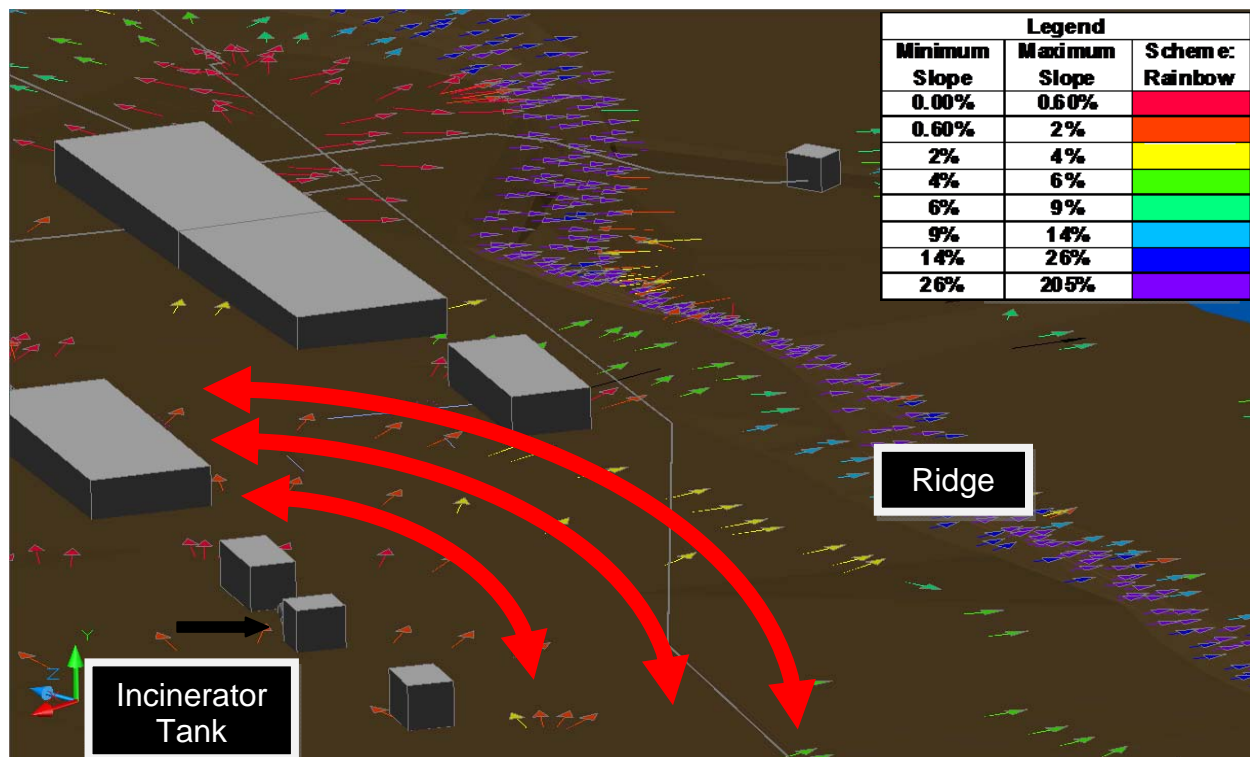 Legend
Minimum Slope Maximum Slope Scheme: Rainbow
0.00% 0.60%
0.60% 2%
2% 4%
4% 6%
6% 9%
9% 14%
14% 26%
26% 205%
Ridge
Y
Z
Incinerator
Tank